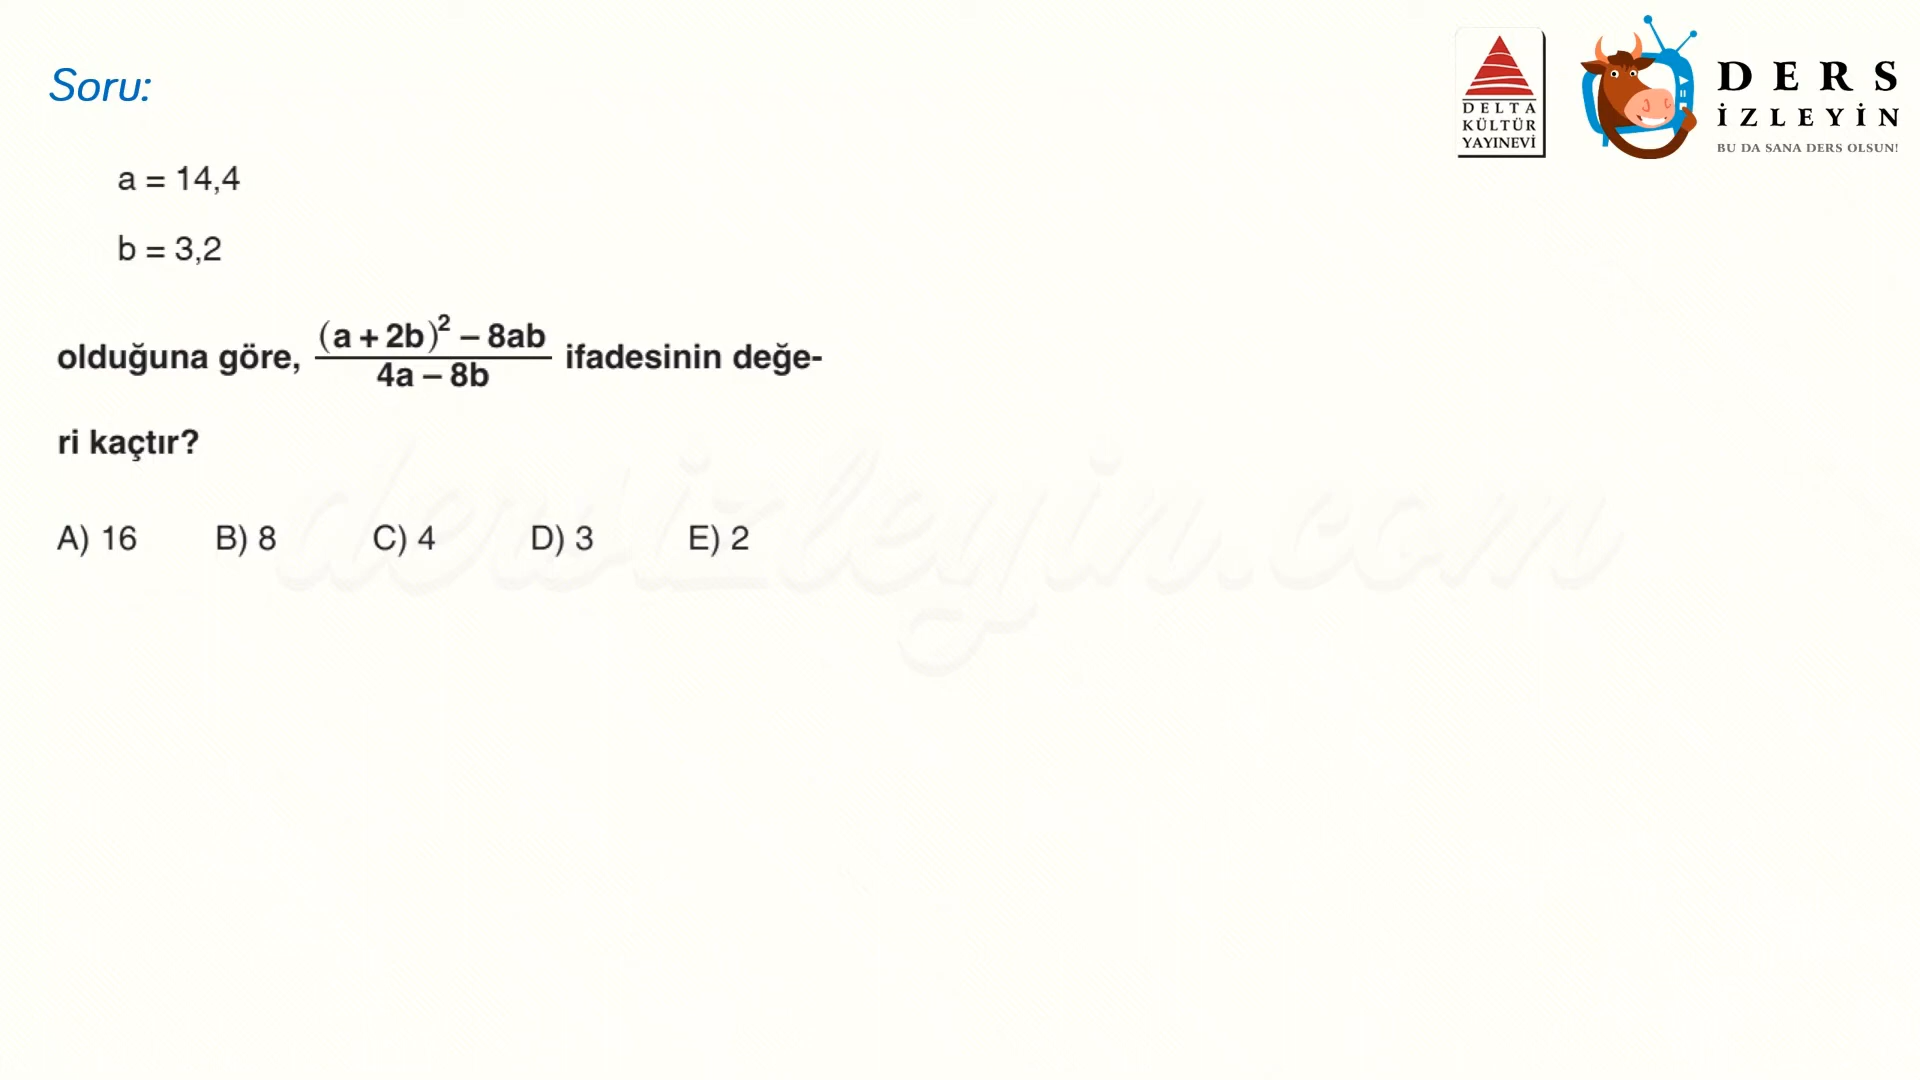 Soru:
DELTA
KÜLTÜR
YAYINEVİ
DERS
İZLEYİN
BU DA SANA DERS OLSUN!
a = 14,4
b = 3,2
olduğuna göre, \frac{(a + 2b)^2 – 8ab}{4a – 8b} ifadesinin değe-
ri kaçtır?
A) 16 B) 8 C) 4 D) 3 E) 2
dersizleyin.com